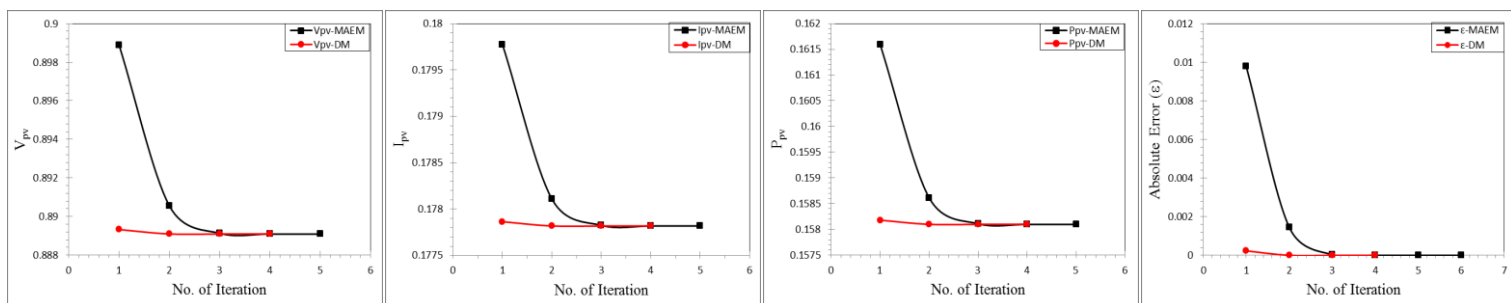 0.9
0.898
0.896
0.894
0.892
0.89
0.888
V_pv
Vpv-MAEM
Vpv-DM
0 1 2 3 4 5 6
No. of Iteration
0.18
0.1795
0.179
0.1785
0.178
0.1775
I_pv
Ipv-MAEM
Ipv-DM
0 1 2 3 4 5 6
No. of Iteration
0.162
0.1615
0.161
0.1605
0.16
0.1595
0.159
0.1585
0.158
0.1575
P_pv
Ppv-MAEM
Ppv-DM
0 1 2 3 4 5 6
No. of Iteration
0.012
0.01
0.008
0.006
0.004
0.002
0
Absolute Error (ε)
ε-MAEM
ε-DM
0 1 2 3 4 5 6 7
No. of Iteration